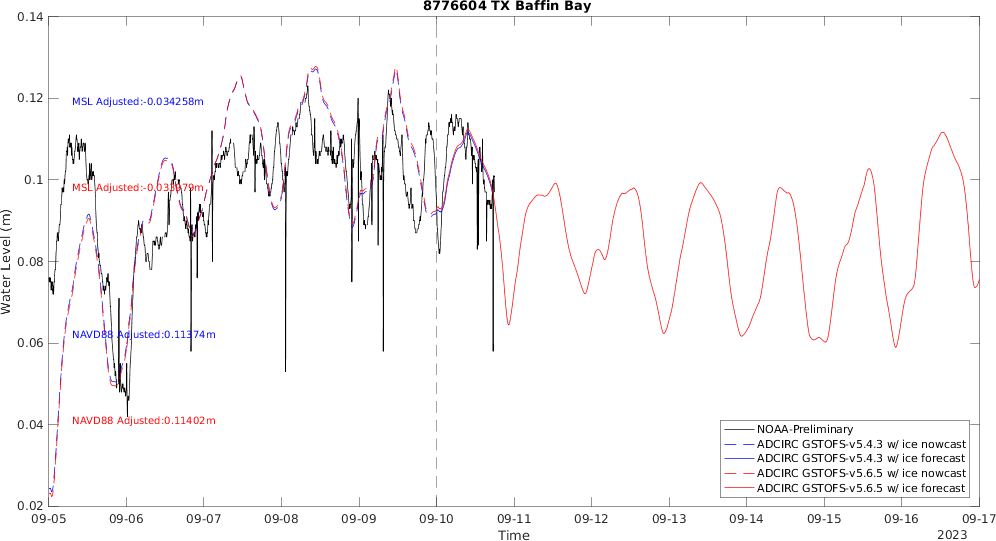 8776604 TX Baffin Bay
0.14
0.12
0.1
0.08
0.06
0.04
0.02
Water Level (m)
MSL Adjusted:-0.034258m
MSL Adjusted:-0.033979m
NAVD88 Adjusted:0.11374m
NAVD88 Adjusted:0.11402m
NOAA-Preliminary
ADCIRC GSTOFS-v5.4.3 w/ ice nowcast
ADCIRC GSTOFS-v5.4.3 w/ ice forecast
ADCIRC GSTOFS-v5.6.5 w/ ice nowcast
ADCIRC GSTOFS-v5.6.5 w/ ice forecast
09-05 09-06 09-07 09-08 09-09 09-10 09-11 09-12 09-13 09-14 09-15 09-16 09-17
Time
2023